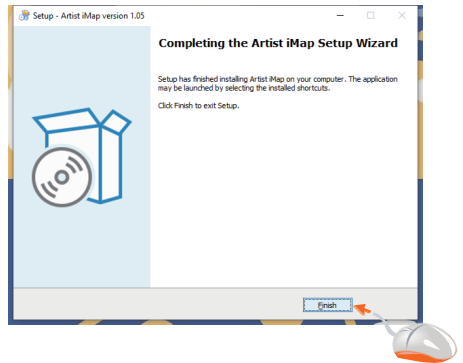 Setup - Artist iMap version 1.05
Completing the Artist iMap Setup Wizard
Setup has finished installing Artist iMap on your computer. The application
may be launched by selecting the installed shortcuts.
Click Finish to exit Setup.
Finish